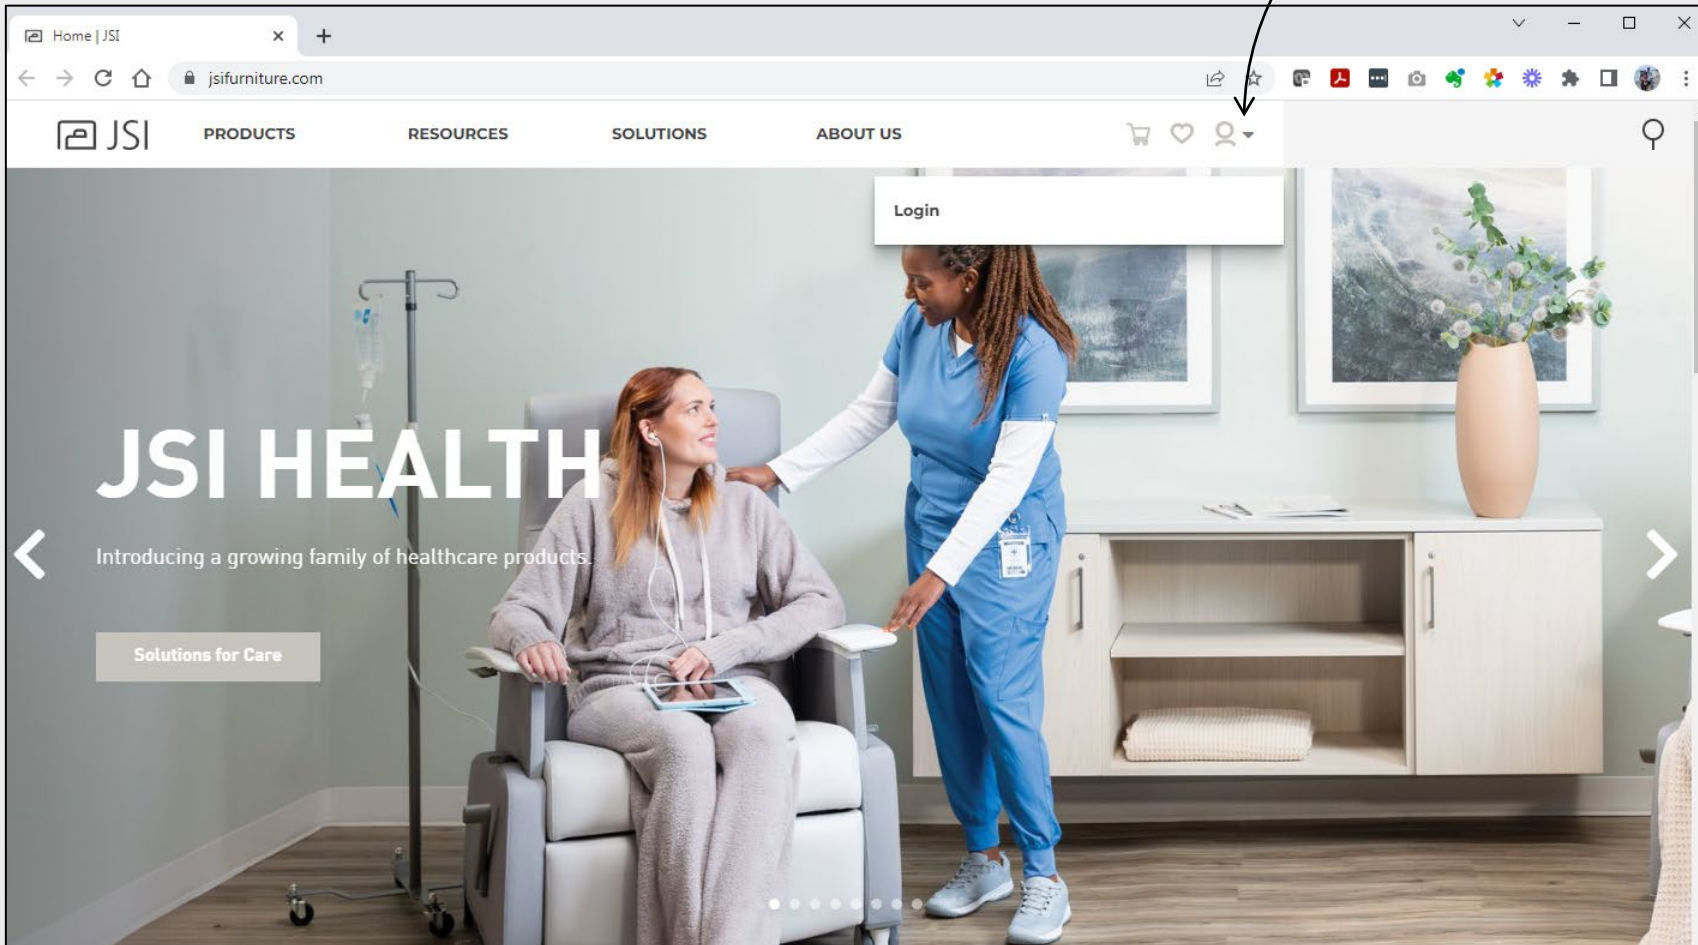 Home | JSI
jsifurniture.com
JSI
PRODUCTS
RESOURCES
SOLUTIONS
ABOUT US
Login
JSI HEALTH
Introducing a growing family of healthcare products.
Solutions for Care